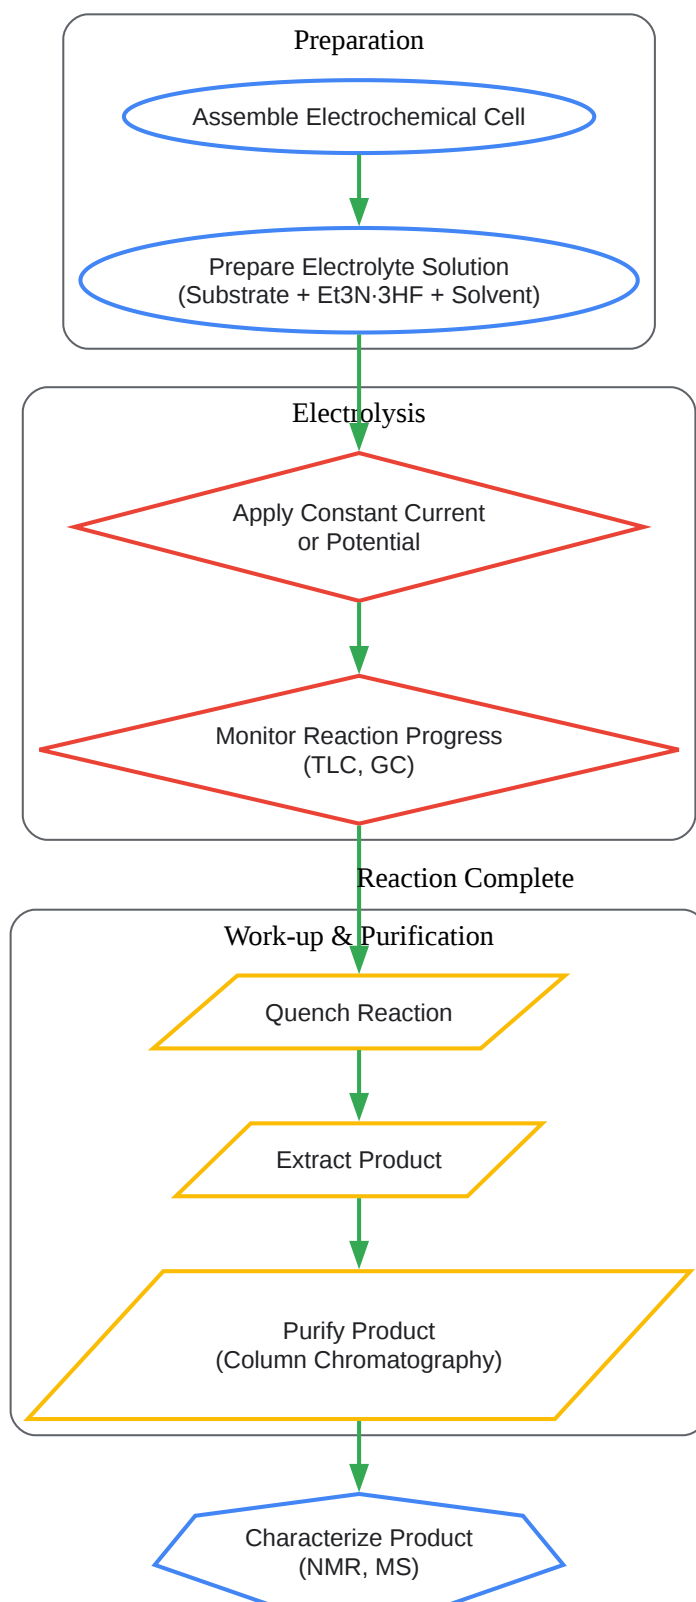 Preparation
Assemble Electrochemical Cell
Prepare Electrolyte Solution
(Substrate + Et3N·3HF + Solvent)
Electrolysis
Apply Constant Current
or Potential
Monitor Reaction Progress
(TLC, GC)
Reaction Complete
Work-up & Purification
Quench Reaction
Extract Product
Purify Product
(Column Chromatography)
Characterize Product
(NMR, MS)